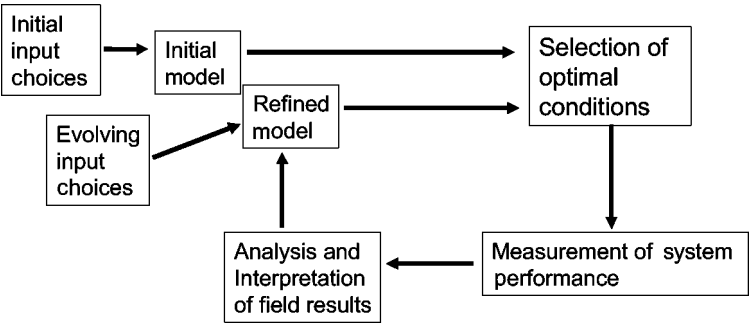 Initial
input
choices
Initial
model
Selection of
optimal
conditions
Refined
model
Evolving
input
choices
Analysis and
Interpretation
of field results
Measurement of system
performance